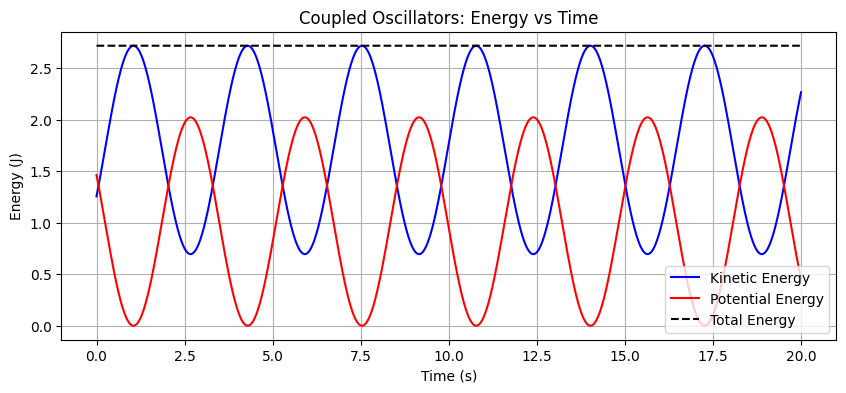 Coupled Oscillators: Energy vs Time
Energy (J)
2.5
2.0
1.5
1.0
0.5
0.0
Kinetic Energy
Potential Energy
Total Energy
0.0 2.5 5.0 7.5 10.0 12.5 15.0 17.5 20.0
Time (s)